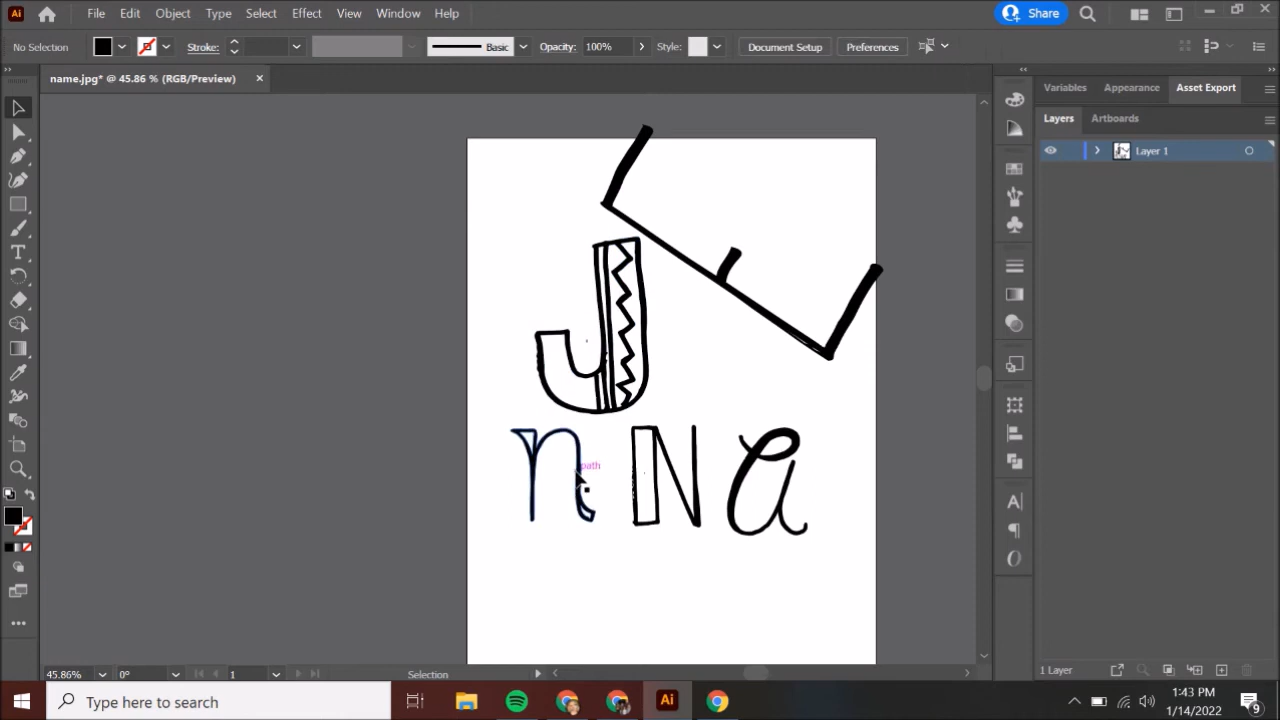 Ai File Edit Object Type Select Effect View Window Help Share
No Selection Stroke: Basic Opacity: 100% Style: Document Setup Preferences
name.jpg* @ 45.86 % (RGB/Preview) ×
Variables Appearance Asset Export
Layers Artboards
Layer 1
J E
n N a
path
1 Layer
45.86% 0° 1 Selection
Type here to search
Ai
1:43 PM
1/14/2022
9